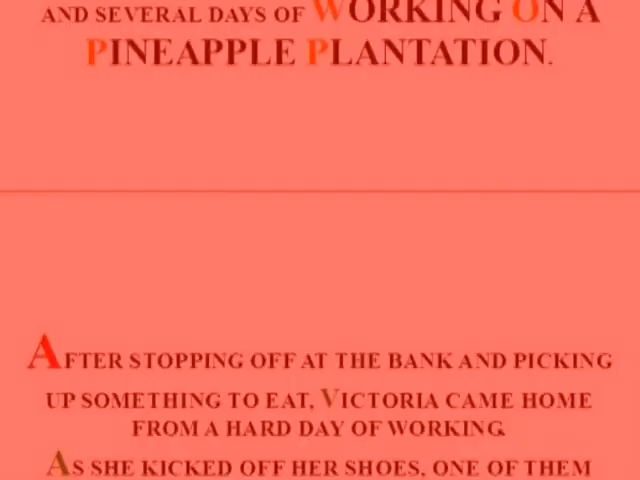 AND SEVERAL DAYS OF WORKING ON A
PINEAPPLE PLANTATION.
AFTER STOPPING OFF AT THE BANK AND PICKING
UP SOMETHING TO EAT, VICTORIA CAME HOME
FROM A HARD DAY OF WORKING.
AS SHE KICKED OFF HER SHOES, ONE OF THEM